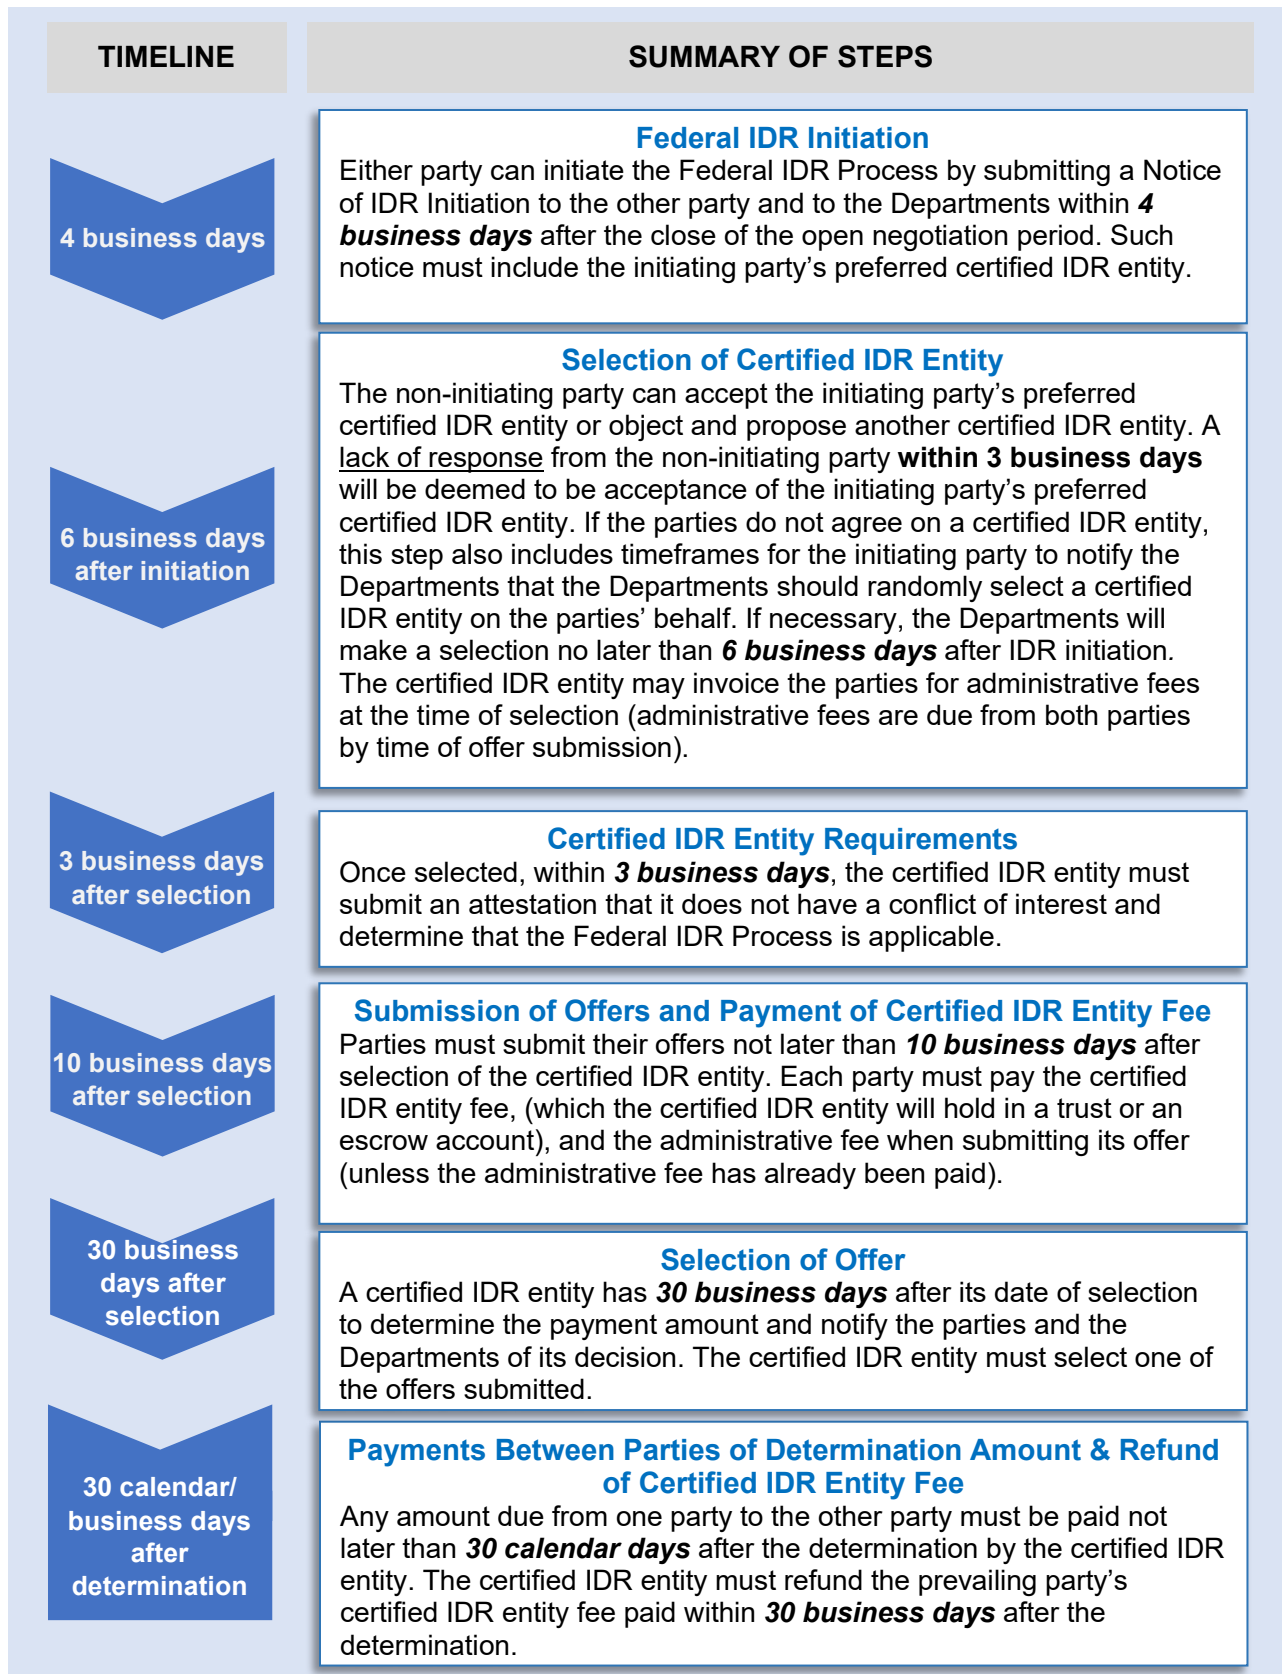 TIMELINE
SUMMARY OF STEPS
4 business days
Federal IDR Initiation
Either party can initiate the Federal IDR Process by submitting a Notice
of IDR Initiation to the other party and to the Departments within 4
business days after the close of the open negotiation period. Such
notice must include the initiating party’s preferred certified IDR entity.
6 business days
after initiation
Selection of Certified IDR Entity
The non-initiating party can accept the initiating party’s preferred
certified IDR entity or object and propose another certified IDR entity. A
lack of response from the non-initiating party within 3 business days
will be deemed to be acceptance of the initiating party’s preferred
certified IDR entity. If the parties do not agree on a certified IDR entity,
this step also includes timeframes for the initiating party to notify the
Departments that the Departments should randomly select a certified
IDR entity on the parties’ behalf. If necessary, the Departments will
make a selection no later than 6 business days after IDR initiation.
The certified IDR entity may invoice the parties for administrative fees
at the time of selection (administrative fees are due from both parties
by time of offer submission).
3 business days
after selection
Certified IDR Entity Requirements
Once selected, within 3 business days, the certified IDR entity must
submit an attestation that it does not have a conflict of interest and
determine that the Federal IDR Process is applicable.
10 business days
after selection
Submission of Offers and Payment of Certified IDR Entity Fee
Parties must submit their offers not later than 10 business days after
selection of the certified IDR entity. Each party must pay the certified
IDR entity fee, (which the certified IDR entity will hold in a trust or an
escrow account), and the administrative fee when submitting its offer
(unless the administrative fee has already been paid).
30 business
days after
selection
Selection of Offer
A certified IDR entity has 30 business days after its date of selection
to determine the payment amount and notify the parties and the
Departments of its decision. The certified IDR entity must select one of
the offers submitted.
30 calendar/
business days
after
determination
Payments Between Parties of Determination Amount & Refund
of Certified IDR Entity Fee
Any amount due from one party to the other party must be paid not
later than 30 calendar days after the determination by the certified IDR
entity. The certified IDR entity must refund the prevailing party’s
certified IDR entity fee paid within 30 business days after the
determination.